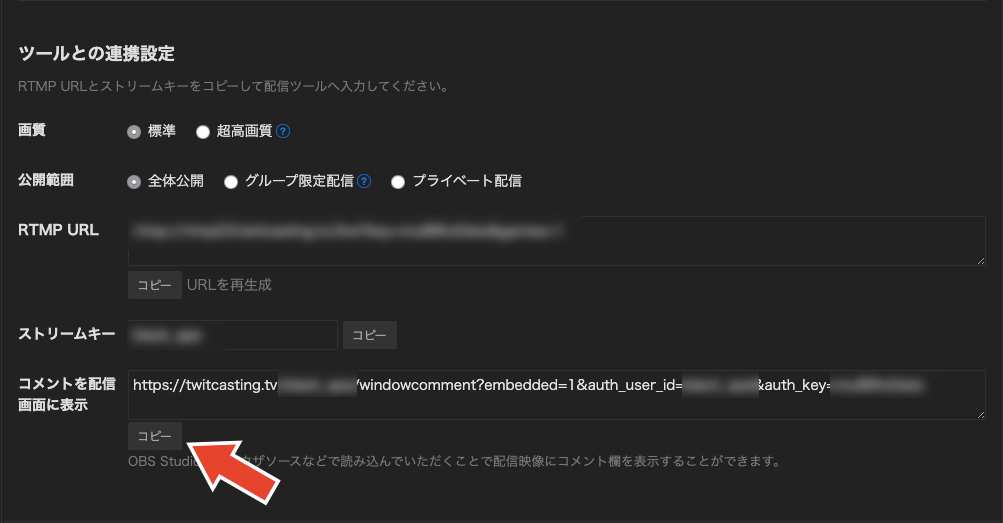 ツールとの連携設定
RTMP URLとストリームキーをコピーして配信ツールへ入力してください。
画質 標準 超高画質 ?
公開範囲 全体公開 グループ限定配信 ? プライベート配信
RTMP URL
コピー URLを再生成
ストリームキー コピー
コメントを配信
画面に表示
https://twitcasting.tv /windowcomment?embedded=1&auth_user_id= &auth_key=
コピー
OBS Studio ザソースなどで読み込んでいただくことで配信映像にコメント欄を表示することができます。